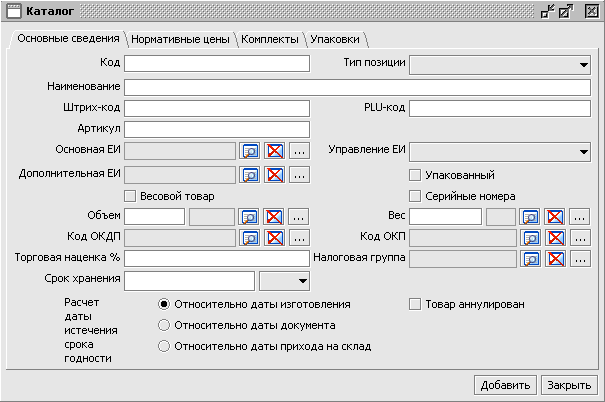 Каталог
Основные сведения Нормативные цены Комплекты Упаковки
Код Тип позиции
Наименование
Штрих-код PLU-код
Артикул
Основная ЕИ ... Управление ЕИ
Дополнительная ЕИ ... Упакованный
Весовой товар Серийные номера
Объем ... Вес ...
Код ОКДП ... Код ОКП ...
Торговая наценка % Налоговая группа ...
Срок хранения
Расчет даты истечения срока годности
Относительно даты изготовления Товар аннулирован
Относительно даты документа
Относительно даты прихода на склад
Добавить Закрыть